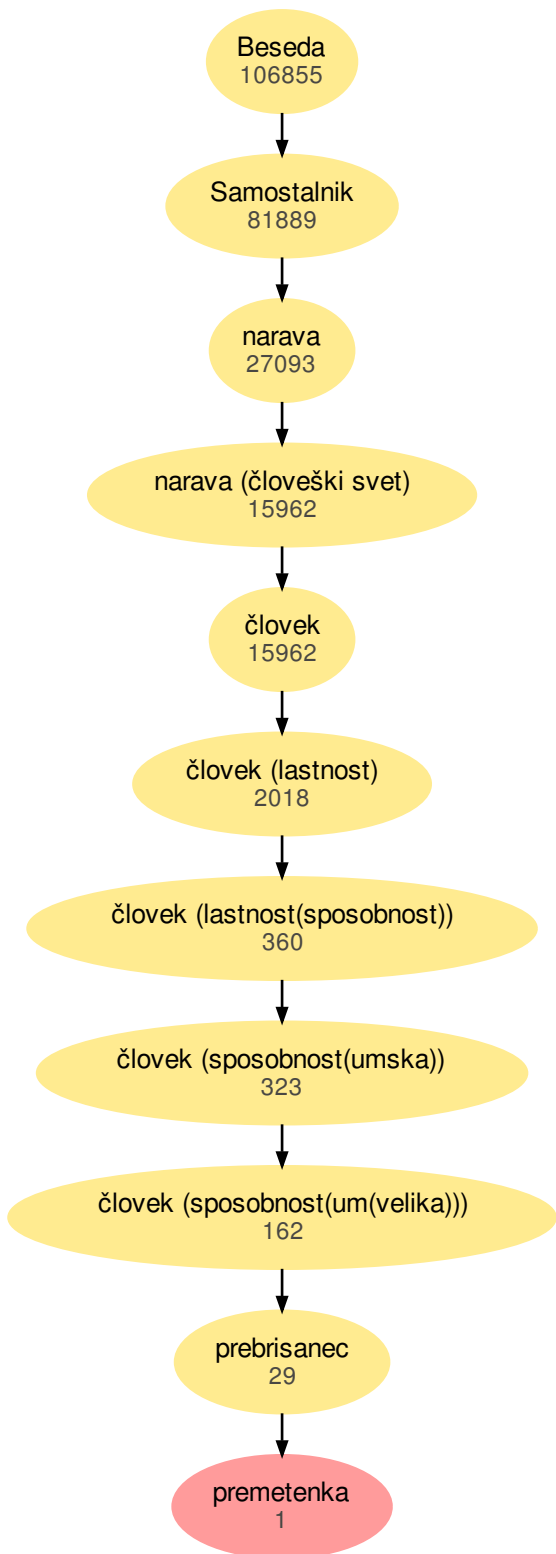 Beseda
106855
Samostalnik
81889
narava
27093
narava (človeški svet)
15962
človek
15962
človek (lastnost)
2018
človek (lastnost(sposobnost))
360
človek (sposobnost(umska))
323
človek (sposobnost(um(velika)))
162
prebrisanec
29
premetenka
1